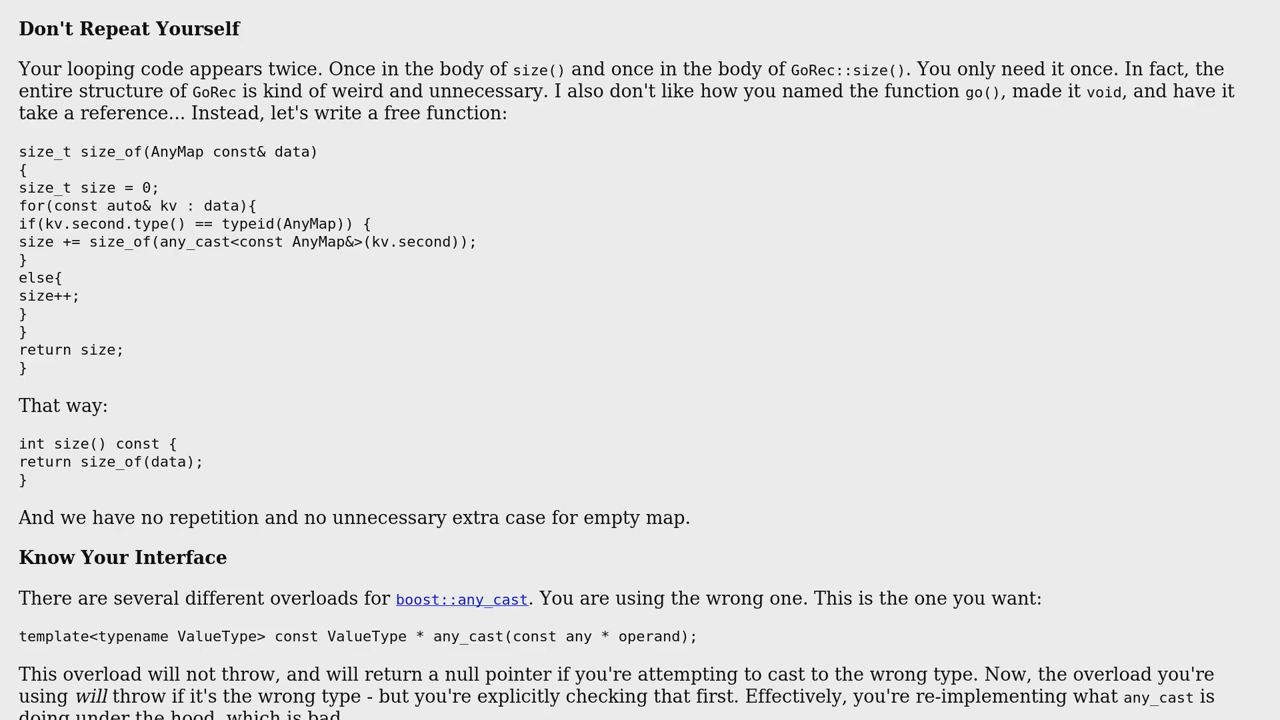 Don't Repeat Yourself
Your looping code appears twice. Once in the body of size() and once in the body of GoRec::size(). You only need it once. In fact, the
entire structure of GoRec is kind of weird and unnecessary. I also don't like how you named the function go(), made it void, and have it
take a reference... Instead, let's write a free function:
size_t size_of(AnyMap const& data)
{
size_t size = 0;
for(const auto& kv : data){
if(kv.second.type() == typeid(AnyMap)) {
size += size_of(any_cast<const AnyMap&>(kv.second));
}
else{
size++;
}
}
return size;
}
That way:
int size() const {
return size_of(data);
}
And we have no repetition and no unnecessary extra case for empty map.
Know Your Interface
There are several different overloads for boost::any_cast. You are using the wrong one. This is the one you want:
template<typename ValueType> const ValueType * any_cast(const any * operand);
This overload will not throw, and will return a null pointer if you're attempting to cast to the wrong type. Now, the overload you're
using will throw if it's the wrong type - but you're explicitly checking that first. Effectively, you're re-implementing what any_cast is
doing under the hood, which is bad.